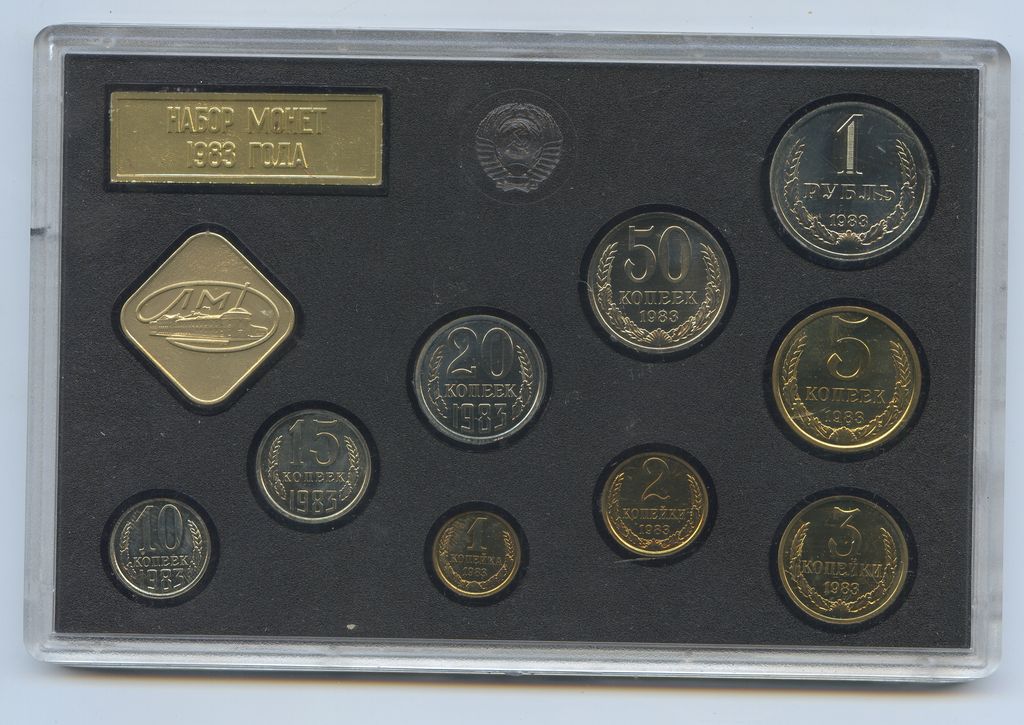 НАБОР МОНЕТ
1983 ГОДА
1
РУБЛЬ
1983
50
КОПЕЕК
1983
ЛМД
20
КОПЕЕК
1983
5
КОПЕЕК
1983
15
КОПЕЕК
1983
2
КОПЕЙКИ
1983
10
КОПЕЕК
1983
1
КОПЕЙКА
1983
3
КОПЕЙКИ
1983